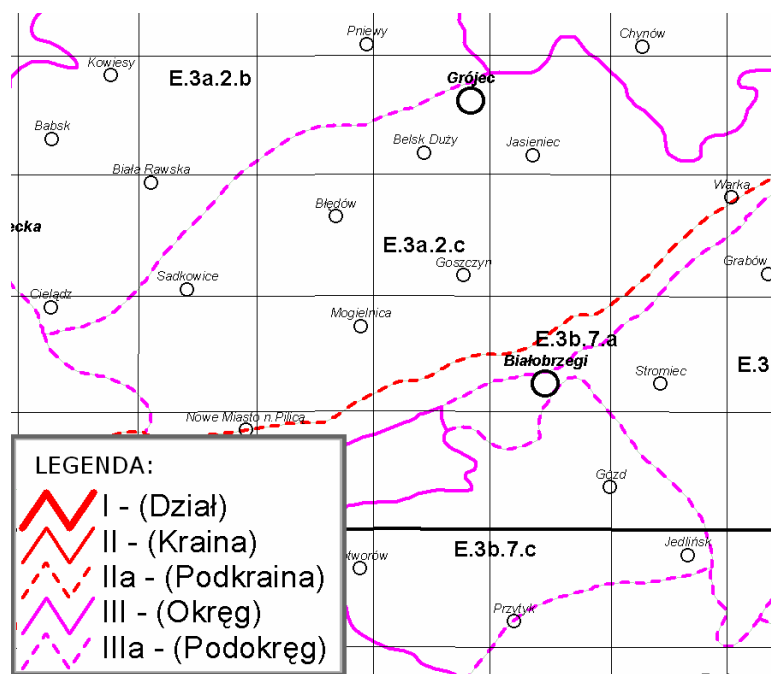 Pniewy
Chynów
Kowiesy
E.3a.2.b
Grójec
Babsk
Belsk Duży
Jasieniec
Biała Rawska
Warka
Błędów
ęcka
E.3a.2.c
Goszczyn
Grabów
Sadkowice
Cielądz
Mogielnica
E.3b.7.a
Białobrzegi
E.3
Stromiec
Nowe Miasto n.Pilicą
LEGENDA:
I - (Dział)
II - (Kraina)
IIa - (Podkraina)
III - (Okręg)
IIIa - (Podokręg)
Gózd
otworów
E.3b.7.c
Jedlińsk
Przytyk